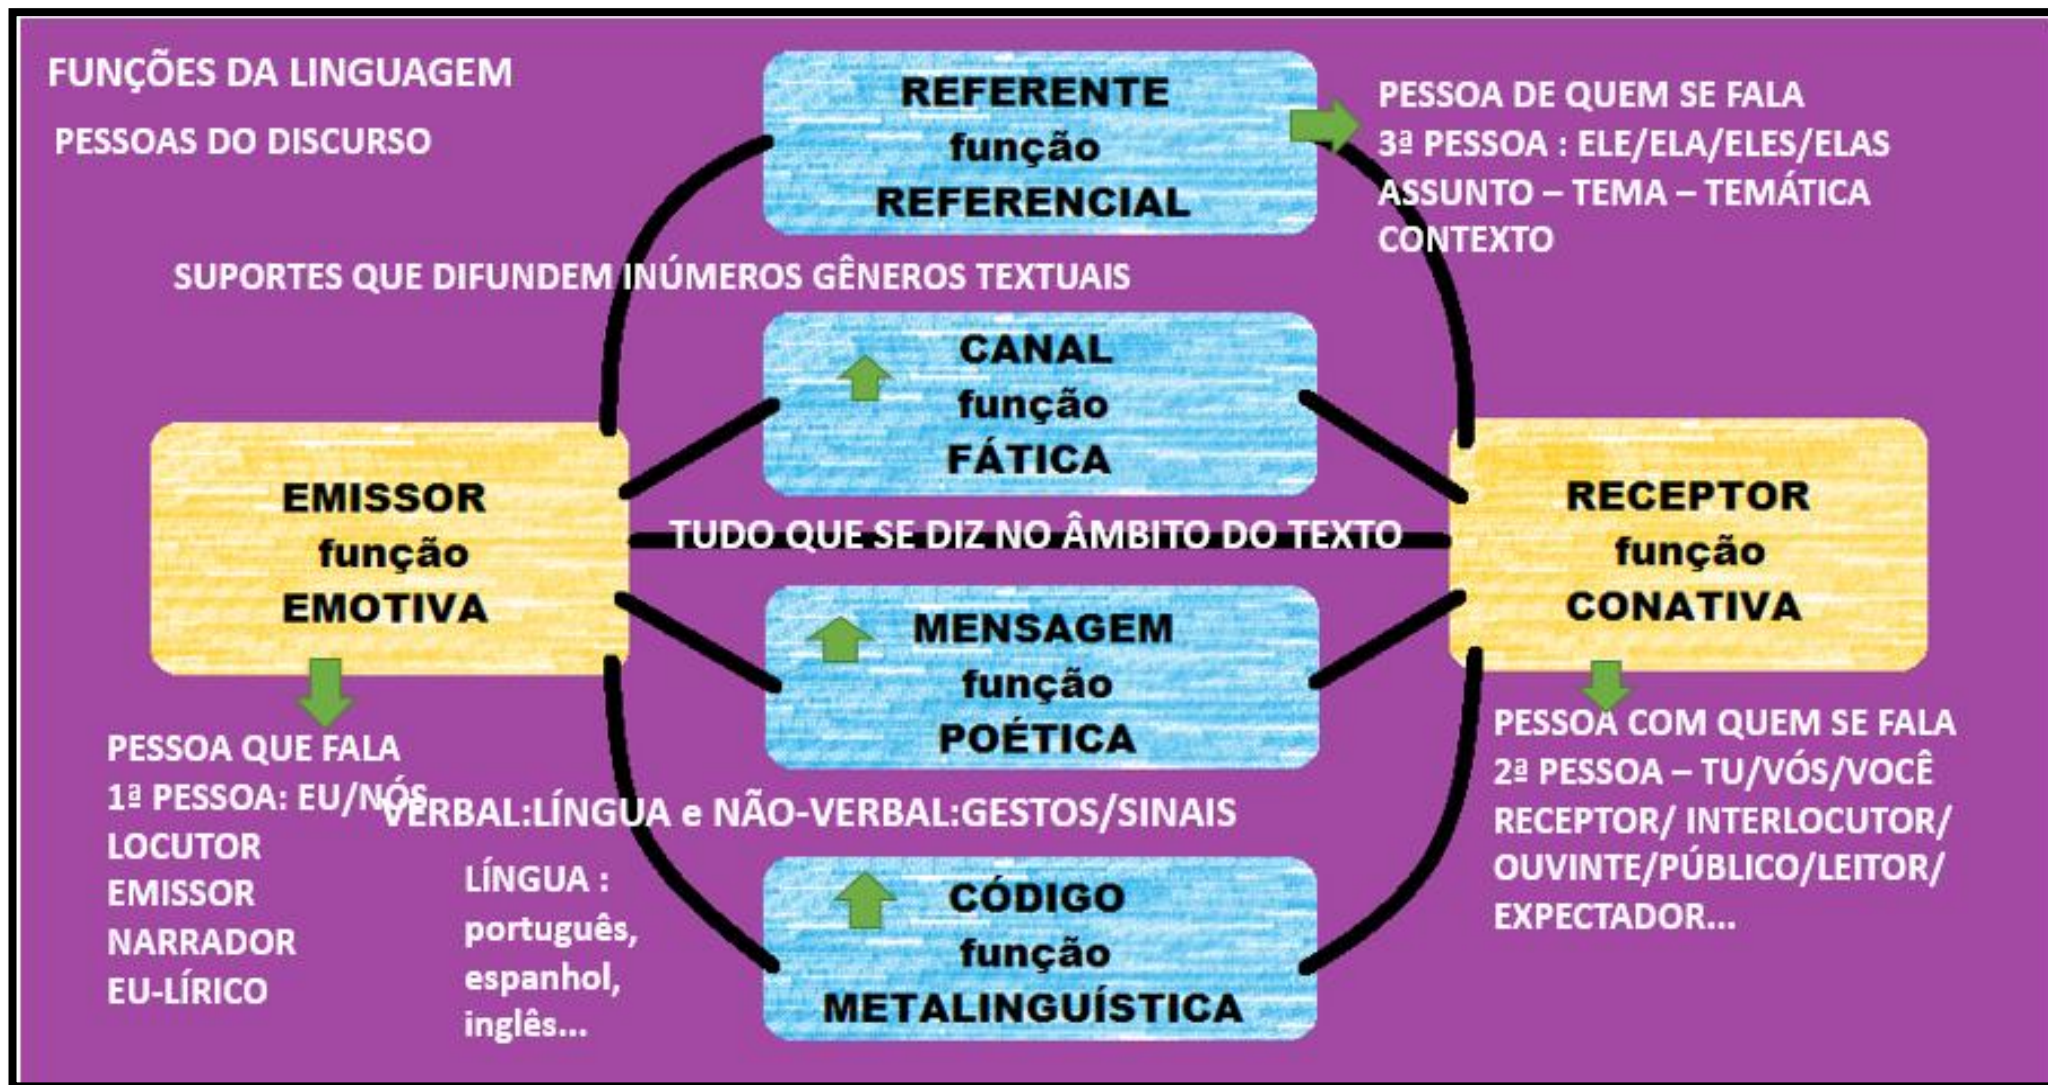 FUNÇÕES DA LINGUAGEM
PESSOAS DO DISCURSO
REFERENTE
função
REFERENCIAL
PESSOA DE QUEM SE FALA
3ª PESSOA : ELE/ELA/ELES/ELAS
ASSUNTO – TEMA – TEMÁTICA
CONTEXTO
SUPORTES QUE DIFUNDEM INÚMEROS GÊNEROS TEXTUAIS
CANAL
função
FÁTICA
EMISSOR
função
EMOTIVA
TUDO QUE SE DIZ NO ÂMBITO DO TEXTO
RECEPTOR
função
CONATIVA
MENSAGEM
função
POÉTICA
PESSOA QUE FALA
1ª PESSOA: EU/NÓS
LOCUTOR
EMISSOR
NARRADOR
EU-LÍRICO
PESSOA COM QUEM SE FALA
2ª PESSOA – TU/VÓS/VOCÊ
RECEPTOR/ INTERLOCUTOR/
OUVINTE/PÚBLICO/LEITOR/
EXPECTADOR...
VERBAL:LÍNGUA e NÃO-VERBAL:GESTOS/SINAIS
LÍNGUA :
português,
espanhol,
inglês...
CÓDIGO
função
METALINGUÍSTICA